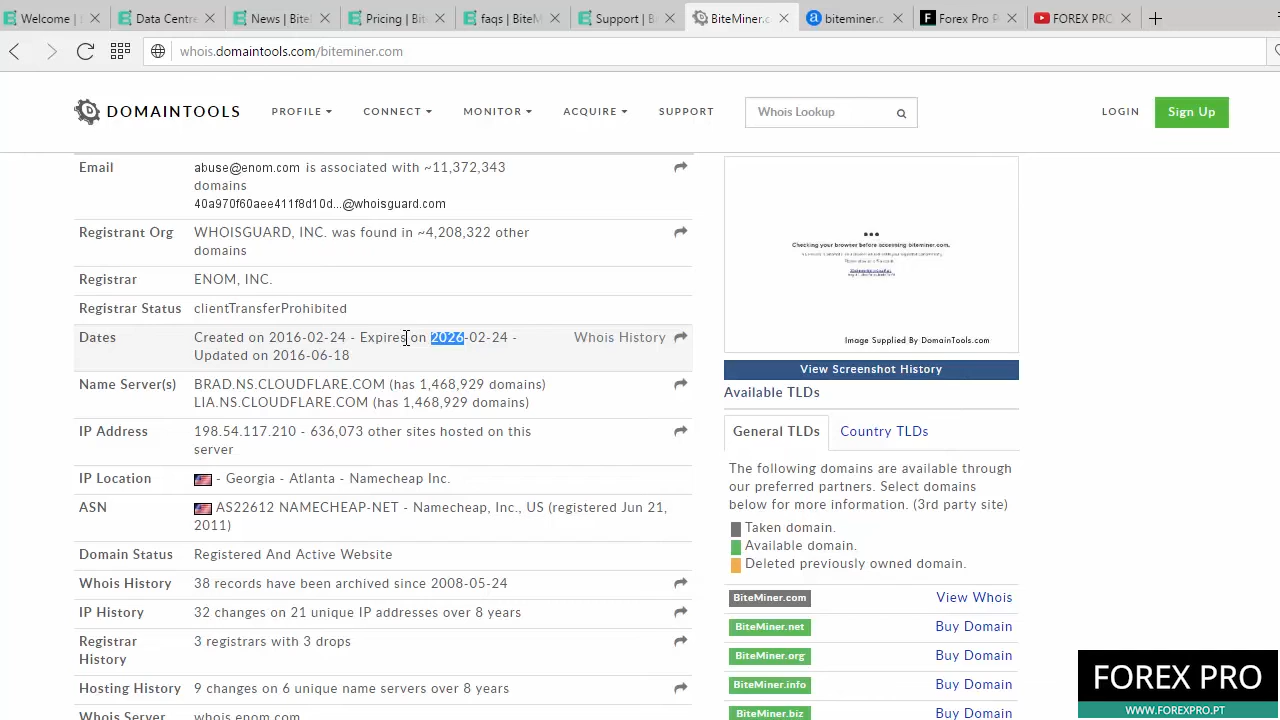 Welcome |
Data Centre
News | Bite
Pricing | Bit
faqs | BiteM
Support | B
BiteMiner.C
biteminer.c
Forex Pro P
FOREX PRO
whois.domaintools.com/biteminer.com
DOMAINTOOLS
PROFILE
CONNECT
MONITOR
ACQUIRE
SUPPORT
Whois Lookup
LOGIN
Sign Up
Email
abuse@enom.com is associated with ~11,372,343
domains
40a970f60aee411f8d10d...@whoisguard.com
Registrant Org
WHOISGUARD, INC. was found in ~4,208,322 other
domains
Registrar
ENOM, INC.
Registrar Status
clientTransferProhibited
Dates
Created on 2016-02-24 - Expires on 2026-02-24 -
Updated on 2016-06-18
Whois History
Name Server(s)
BRAD.NS.CLOUDFLARE.COM (has 1,468,929 domains)
LIA.NS.CLOUDFLARE.COM (has 1,468,929 domains)
IP Address
198.54.117.210 - 636,073 other sites hosted on this
server
IP Location
- Georgia - Atlanta - Namecheap Inc.
ASN
AS22612 NAMECHEAP-NET - Namecheap, Inc., US (registered Jun 21,
2011)
Domain Status
Registered And Active Website
Whois History
38 records have been archived since 2008-05-24
IP History
32 changes on 21 unique IP addresses over 8 years
Registrar
History
3 registrars with 3 drops
Hosting History
9 changes on 6 unique name servers over 8 years
Whois Server
whois.enom.com
Checking your browser before accessing biteminer.com.
Image Supplied By DomainTools.com
View Screenshot History
Available TLDs
General TLDs
Country TLDs
The following domains are available through
our preferred partners. Select domains
below for more information. (3rd party site)
Taken domain.
Available domain.
Deleted previously owned domain.
BiteMiner.com
View Whois
BiteMiner.net
Buy Domain
BiteMiner.org
Buy Domain
BiteMiner.info
Buy Domain
BiteMiner.biz
Buy Domain
FOREX PRO
WWW.FOREXPRO.PT